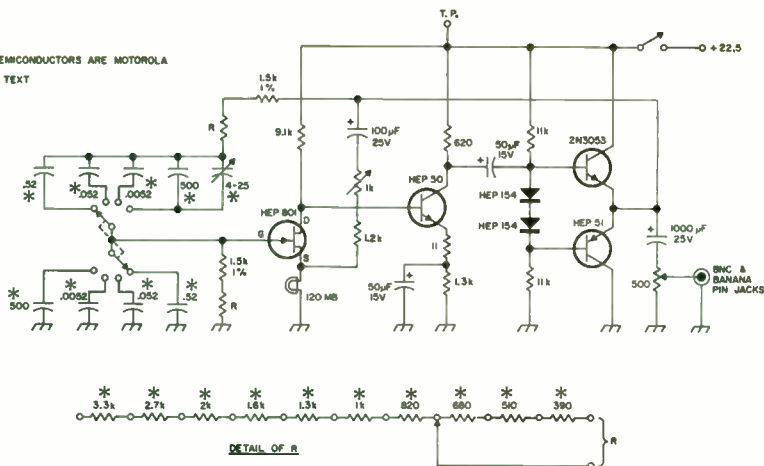 T.P.
+22.5
EMICONDUCTORS ARE MOTOROLA
TEXT
1.5k
1%
R
9.1k
100µF
25V
1k
1.2k
620
50µF
15V
11k
2N3053
.52
*
.052
*
.0052
*
500
*
4-25
*
HEP 801
G
D
S
HEP 50
HEP 154
HEP 154
HEP 51
11
1.3k
50µF
15V
11k
1000 µF
25V
500
BNC &
BANANA
PIN JACKS
1.5k
1%
R
120 MB
*
500
*
.0052
*
.052
*
.52
* * * * * * * * * *
3.3k 2.7k 2k 1.6k 1.3k 1k 820 680 510 390
DETAIL OF R
R